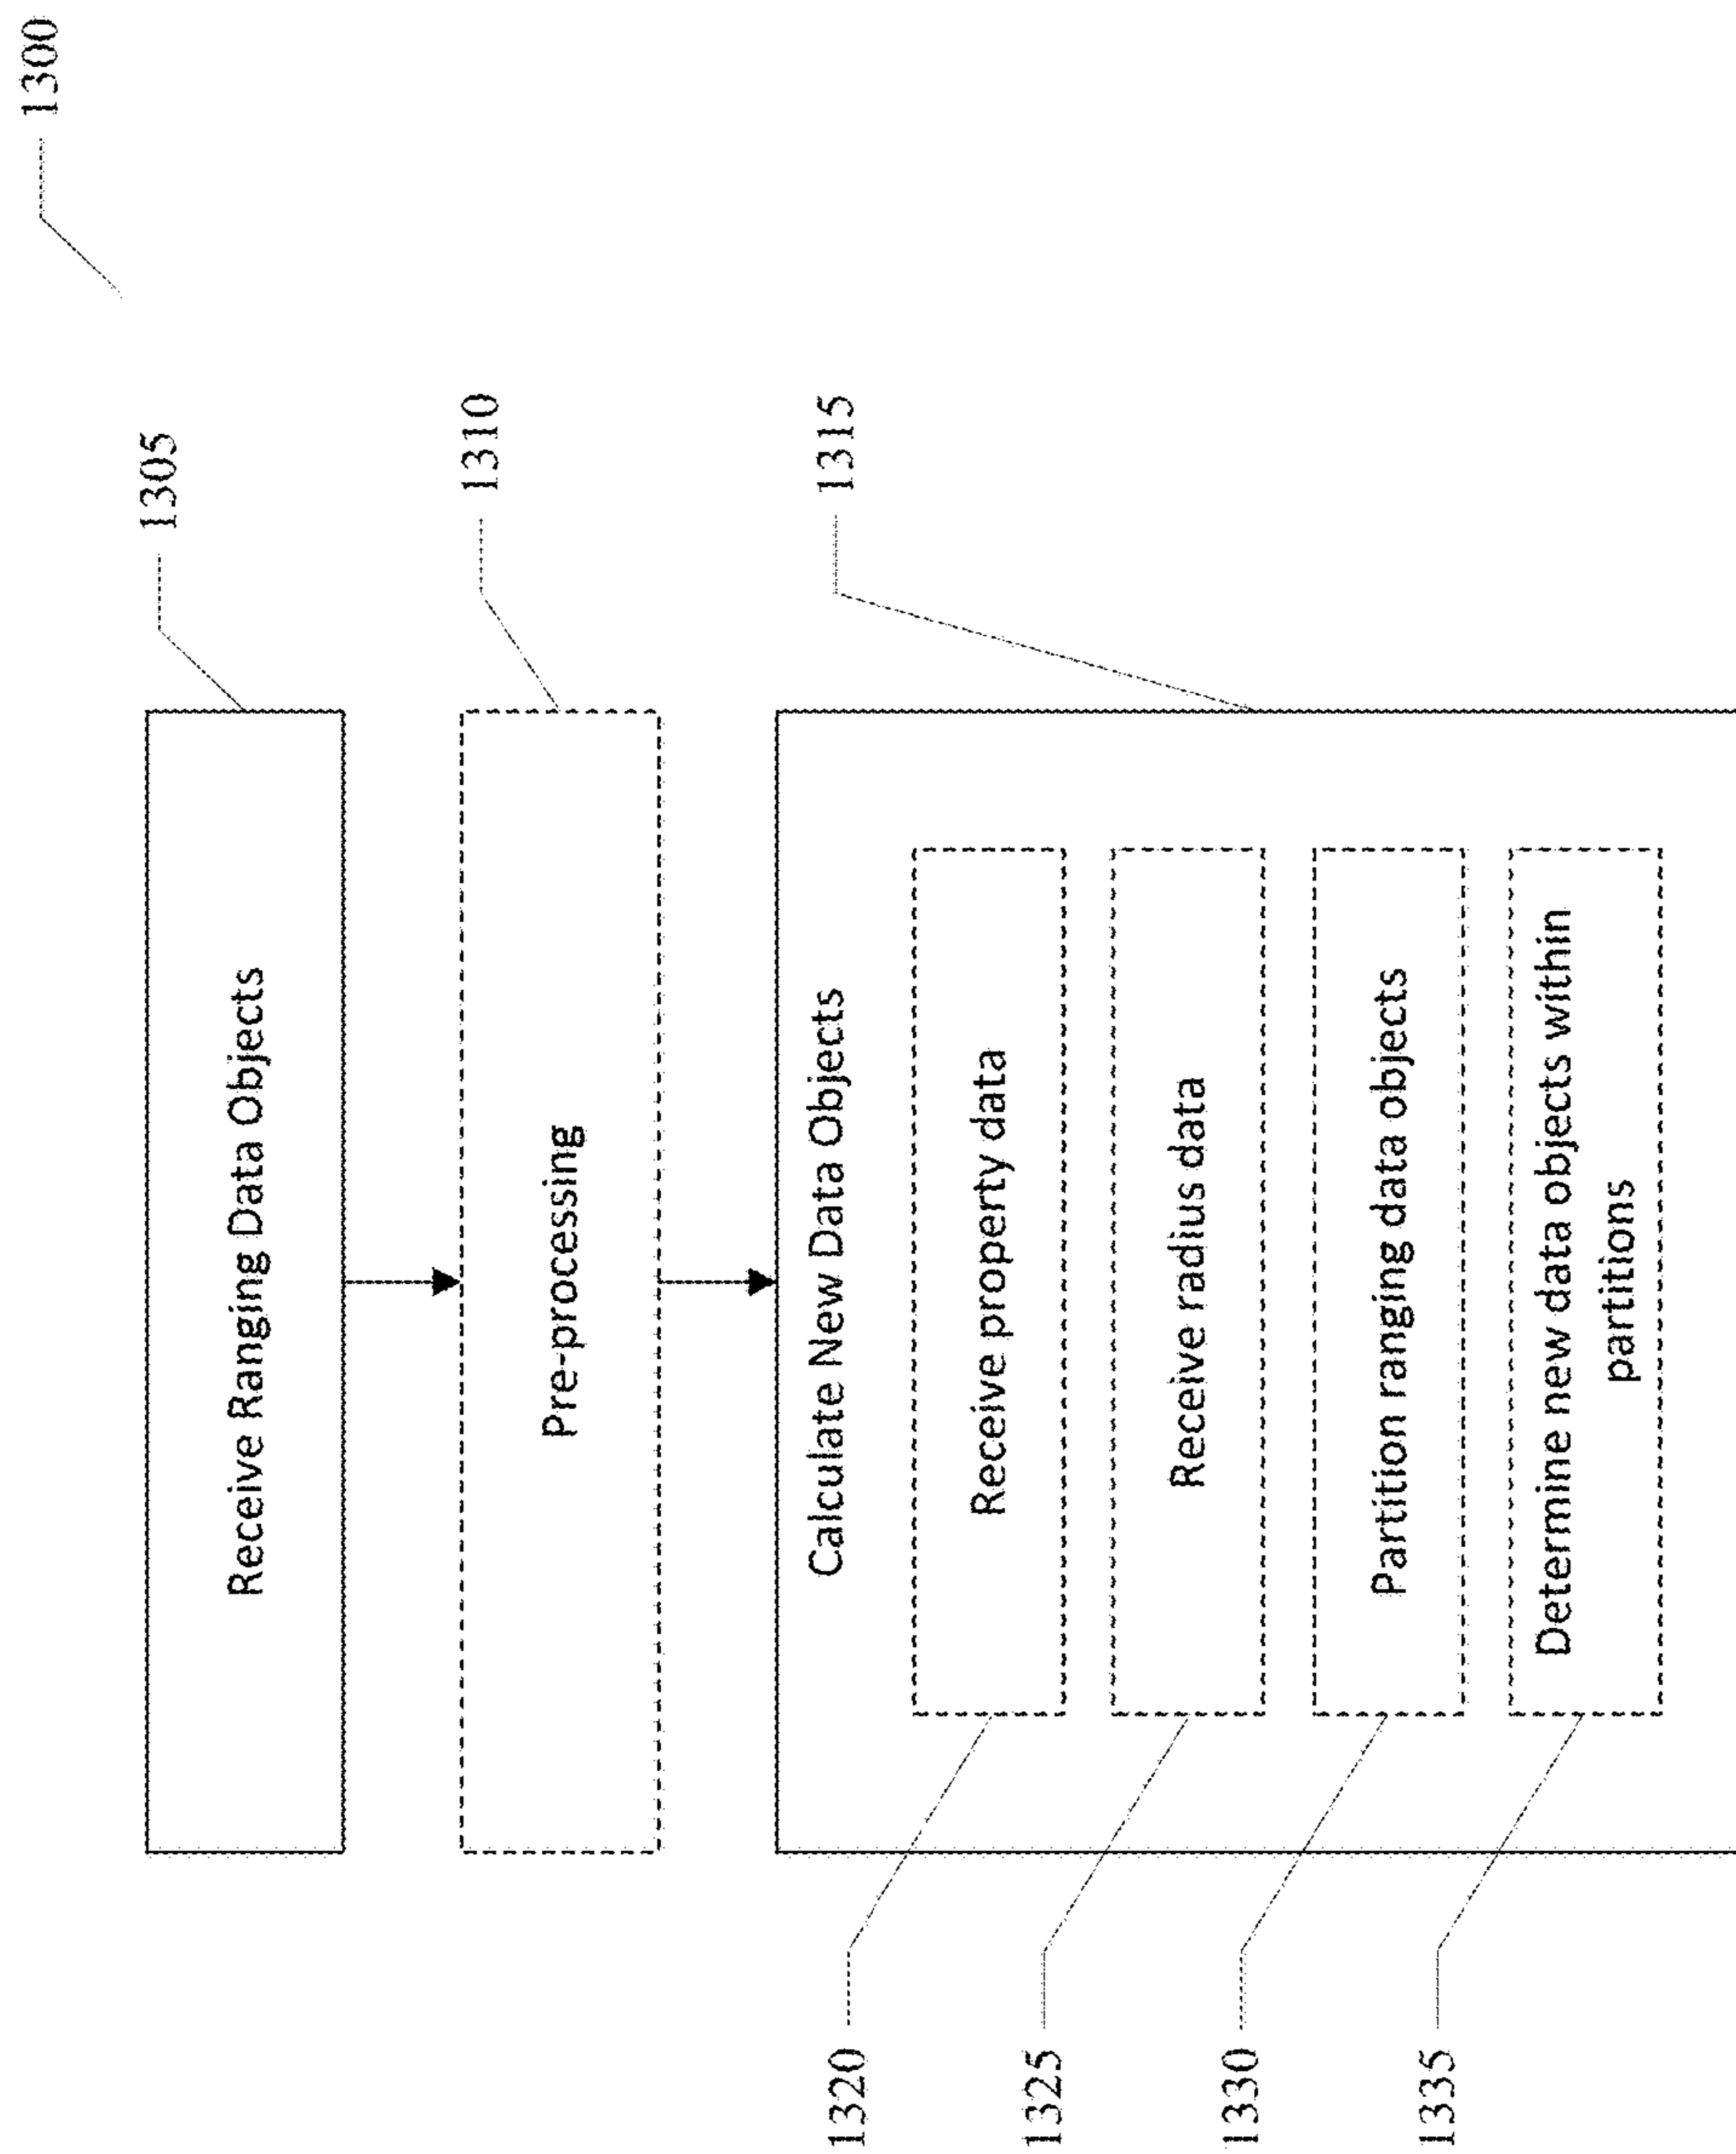 1300
1305
Receive Ranging Data Objects
1310
Pre-processing
1315
Calculate New Data Objects
1320
Receive property data
1325
Receive radius data
1330
Partition ranging data objects
1335
Determine new data objects within
partitions